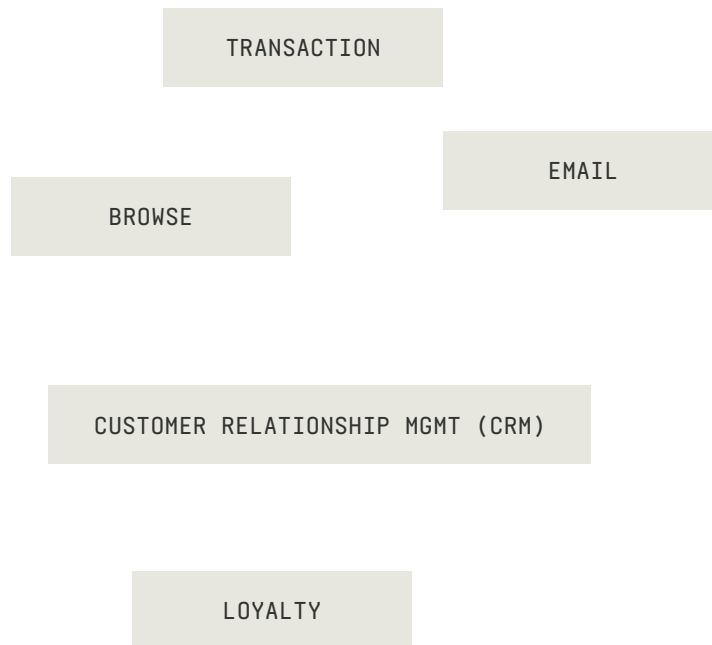 TRANSACTION
EMAIL
BROWSE
CUSTOMER RELATIONSHIP MGMT (CRM)
LOYALTY